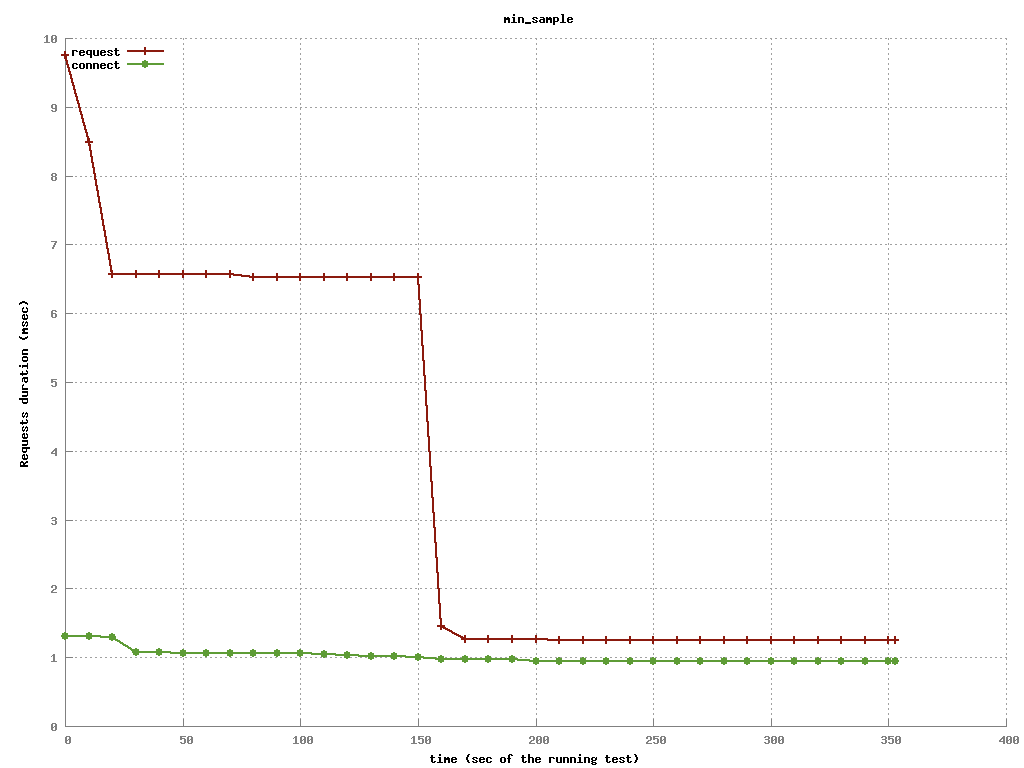 min_sample
request
connect
10
9
8
7
6
5
4
3
2
1
0
Requests duration (msec)
0 50 100 150 200 250 300 350 400
time (sec of the running test)